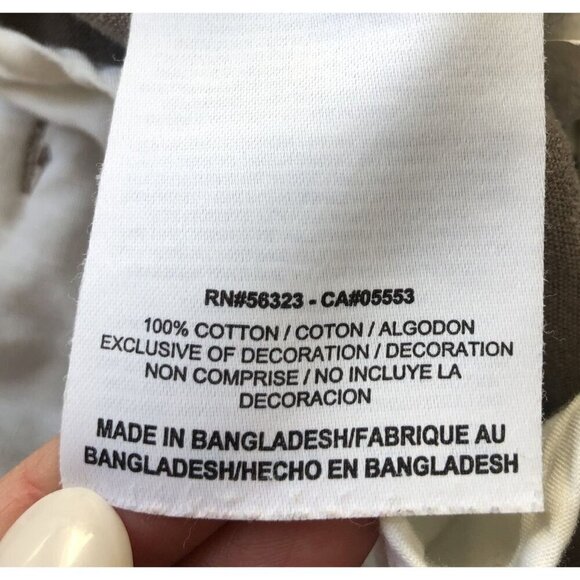 RN#56323 - CA#05553
100% COTTON / COTON / ALGODON
EXCLUSIVE OF DECORATION / DECORATION
NON COMPRISE / NO INCLUYE LA
DECORACION
MADE IN BANGLADESH/FABRIQUE AU
BANGLADESH/HECHO EN BANGLADESH